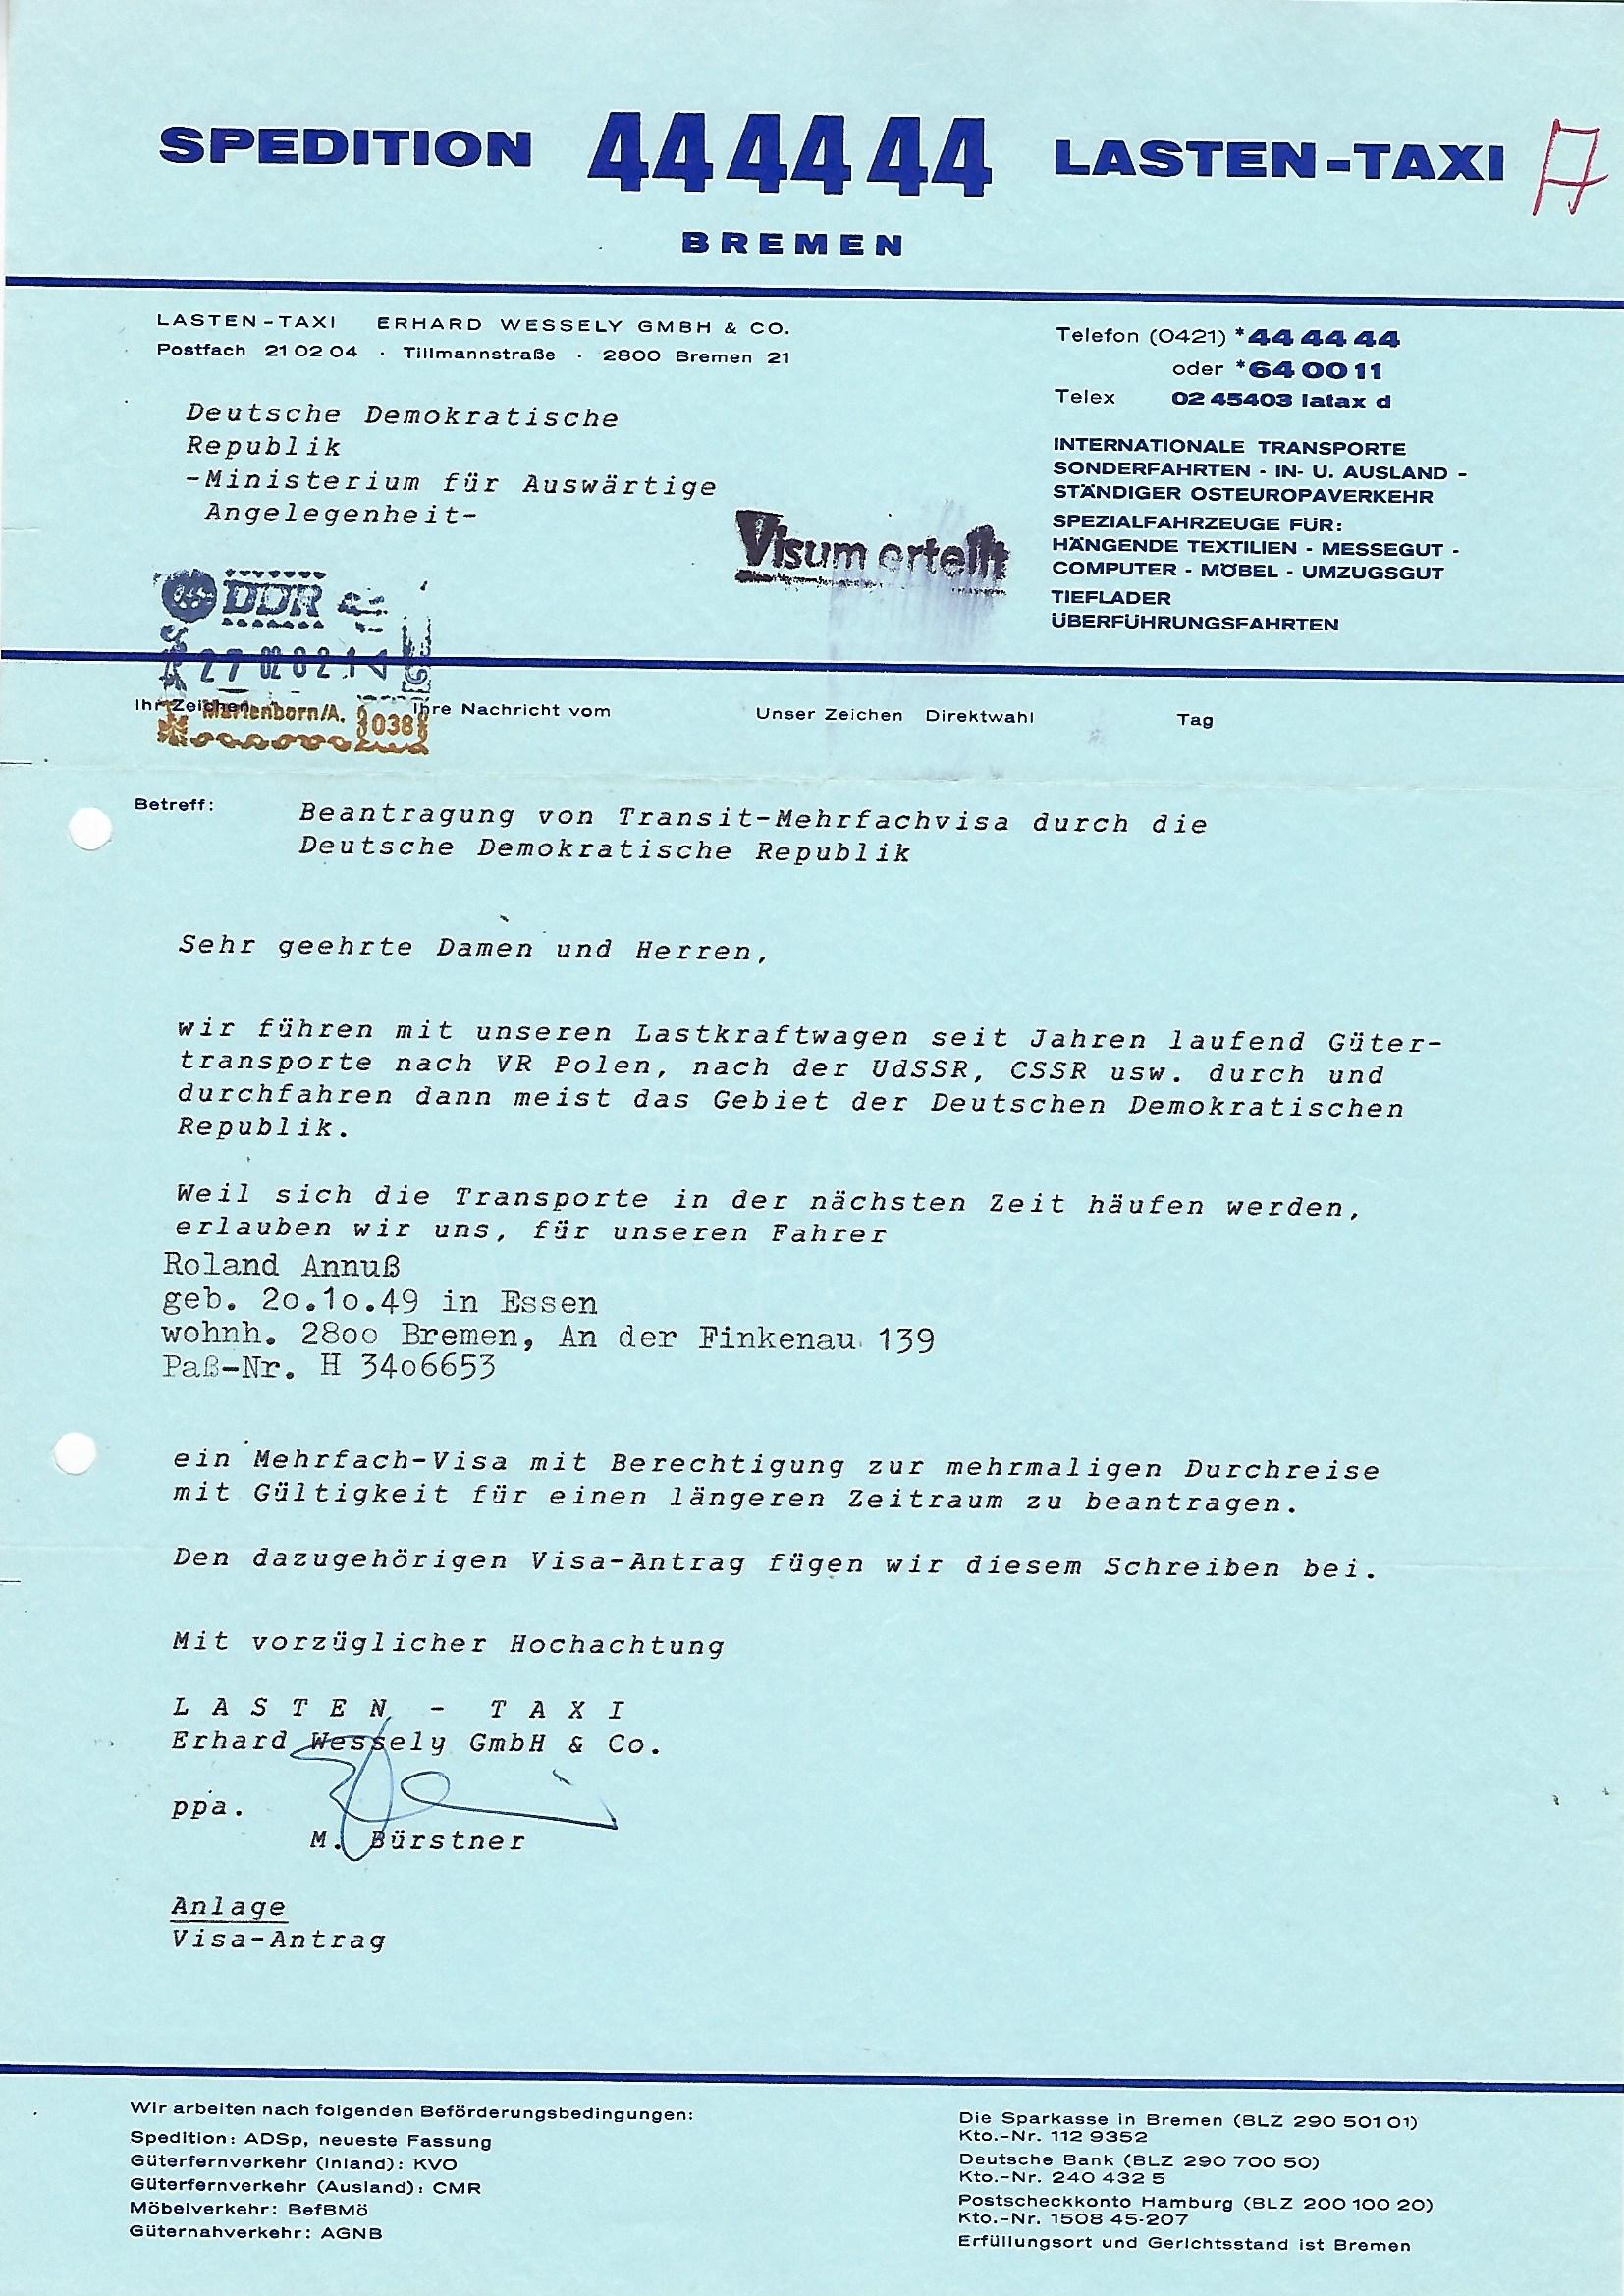 SPEDITION 44 44 44 LASTEN-TAXI
BREMEN
LASTEN-TAXI ERHARD WESSELY GMBH & CO.
Postfach 21 02 04 · Tillmannstraße · 2800 Bremen 21
Telefon (0421) *44 44 44
oder *64 00 11
Telex 02 45403 latax d
Deutsche Demokratische
Republik
-Ministerium für Auswärtige
Angelegenheit-
INTERNATIONALE TRANSPORTE
SONDERFAHRTEN - IN- U. AUSLAND -
STÄNDIGER OSTEUROPAVERKEHR
SPEZIALFAHRZEUGE FÜR:
HÄNGENDE TEXTILIEN - MESSEGUT -
COMPUTER - MÖBEL - UMZUGSGUT
TIEFLADER
ÜBERFÜHRUNGSFAHRTEN
Visum erteilt
DDR
27 02 82
Marienborn/A. 038
Ihr Zeichen Ihre Nachricht vom Unser Zeichen Direktwahl Tag
Betreff: Beantragung von Transit-Mehrfachvisa durch die
Deutsche Demokratische Republik
Sehr geehrte Damen und Herren,
wir führen mit unseren Lastkraftwagen seit Jahren laufend Güter-
transporte nach VR Polen, nach der UdSSR, CSSR usw. durch und
durchfahren dann meist das Gebiet der Deutschen Demokratischen
Republik.
Weil sich die Transporte in der nächsten Zeit häufen werden,
erlauben wir uns, für unseren Fahrer
Roland Annuß
geb. 2o.1o.49 in Essen
wohnh. 28oo Bremen, An der Finkenau 139
Paß-Nr. H 34o6653
ein Mehrfach-Visa mit Berechtigung zur mehrmaligen Durchreise
mit Gültigkeit für einen längeren Zeitraum zu beantragen.
Den dazugehörigen Visa-Antrag fügen wir diesem Schreiben bei.
Mit vorzüglicher Hochachtung
L A S T E N - T A X I
Erhard Wessely GmbH & Co.
ppa.
M. Bürstner
Anlage
Visa-Antrag
Wir arbeiten nach folgenden Beförderungsbedingungen:
Spedition: ADSp, neueste Fassung
Güterfernverkehr (Inland): KVO
Güterfernverkehr (Ausland): CMR
Möbelverkehr: BefBMö
Güternahverkehr: AGNB
Die Sparkasse in Bremen (BLZ 290 501 01)
Kto.-Nr. 112 9352
Deutsche Bank (BLZ 290 700 50)
Kto.-Nr. 240 432 5
Postscheckkonto Hamburg (BLZ 200 100 20)
Kto.-Nr. 1508 45-207
Erfüllungsort und Gerichtsstand ist Bremen